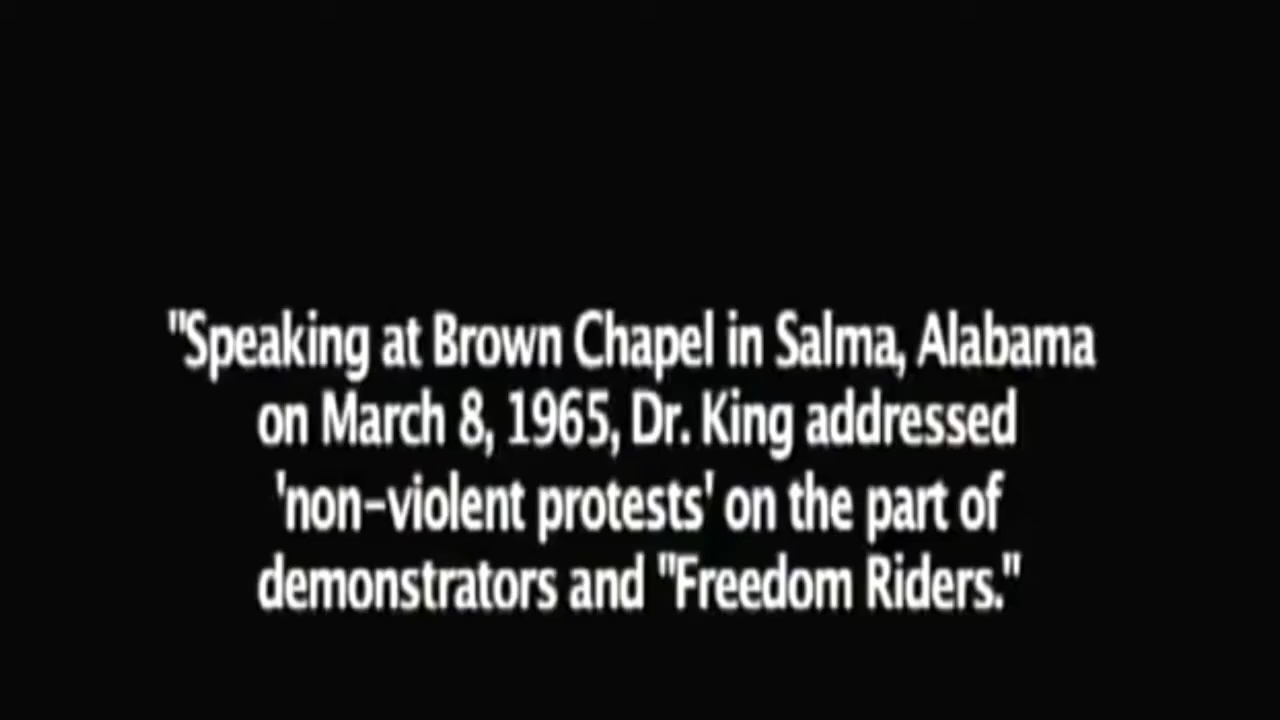 "Speaking at Brown Chapel in Salma, Alabama
on March 8, 1965, Dr. King addressed
'non-violent protests' on the part of
demonstrators and "Freedom Riders."